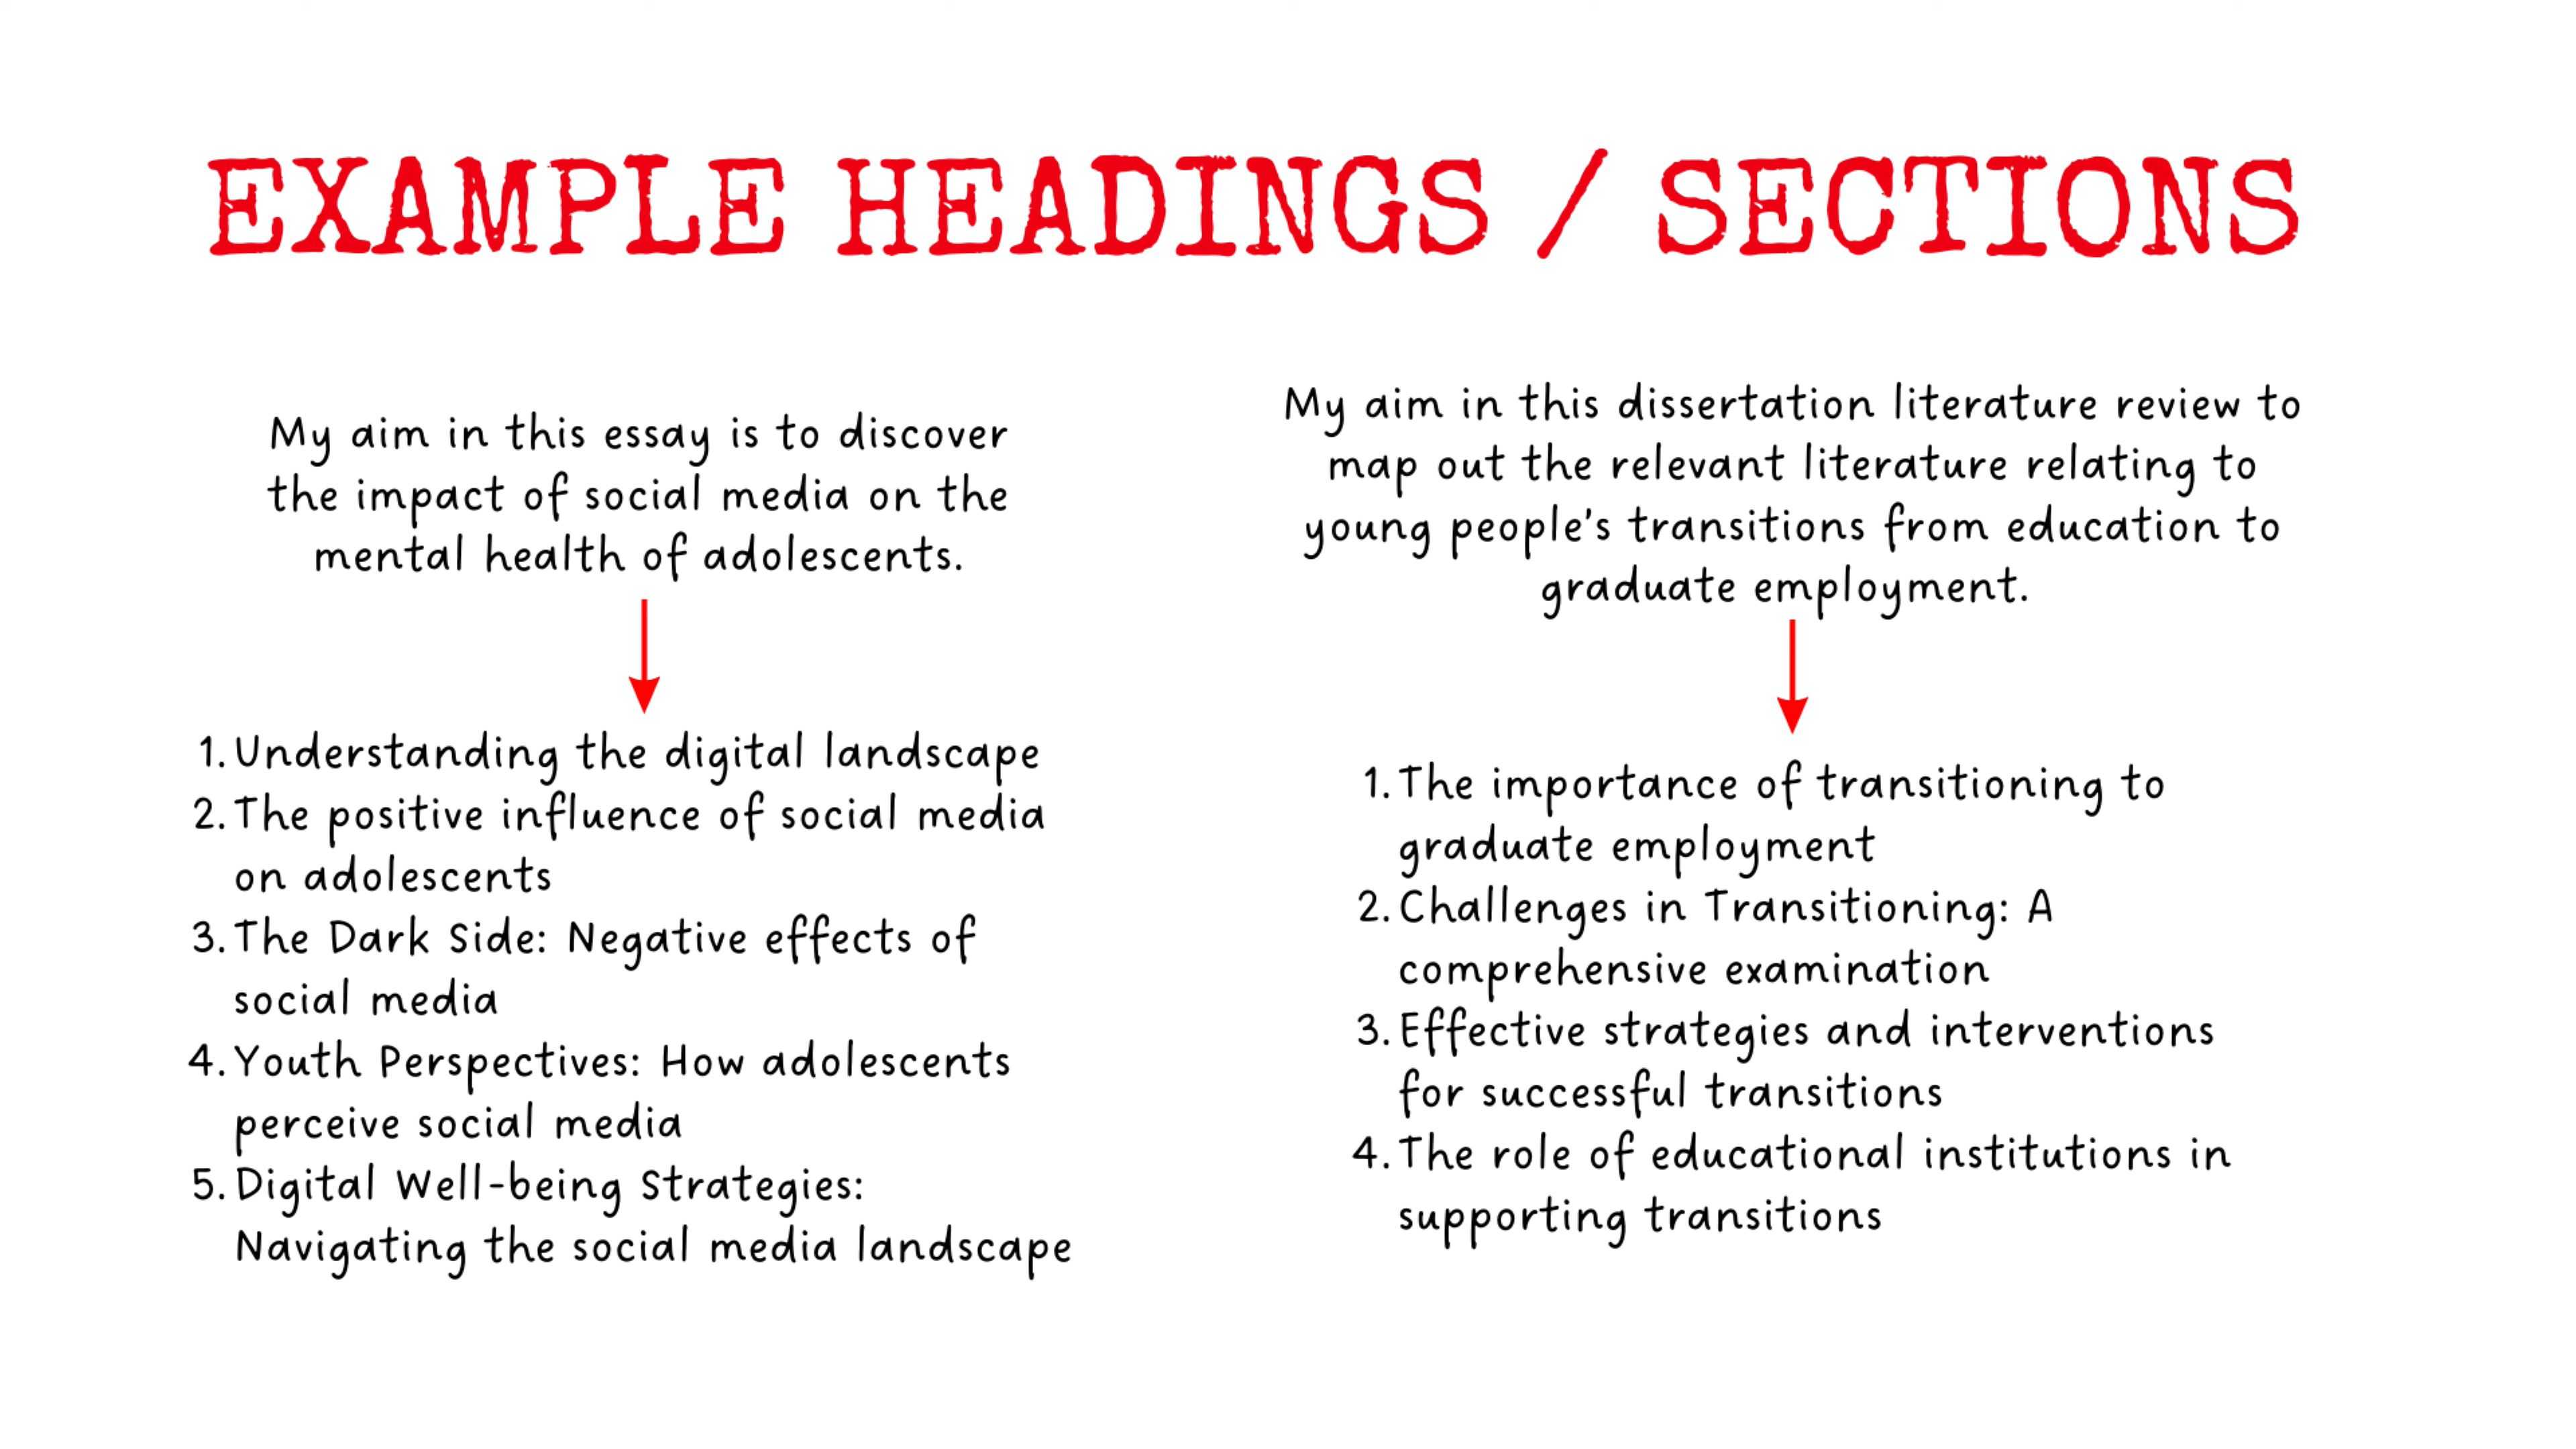 EXAMPLE HEADINGS / SECTIONS
My aim in this essay is to discover
the impact of social media on the
mental health of adolescents.
1. Understanding the digital landscape
2. The positive influence of social media
on adolescents
3. The Dark Side: Negative effects of
social media
4. Youth Perspectives: How adolescents
perceive social media
5. Digital Well-being Strategies:
Navigating the social media landscape
My aim in this dissertation literature review to
map out the relevant literature relating to
young people's transitions from education to
graduate employment.
1. The importance of transitioning to
graduate employment
2. Challenges in Transitioning: A
comprehensive examination
3. Effective strategies and interventions
for successful transitions
4. The role of educational institutions in
supporting transitions